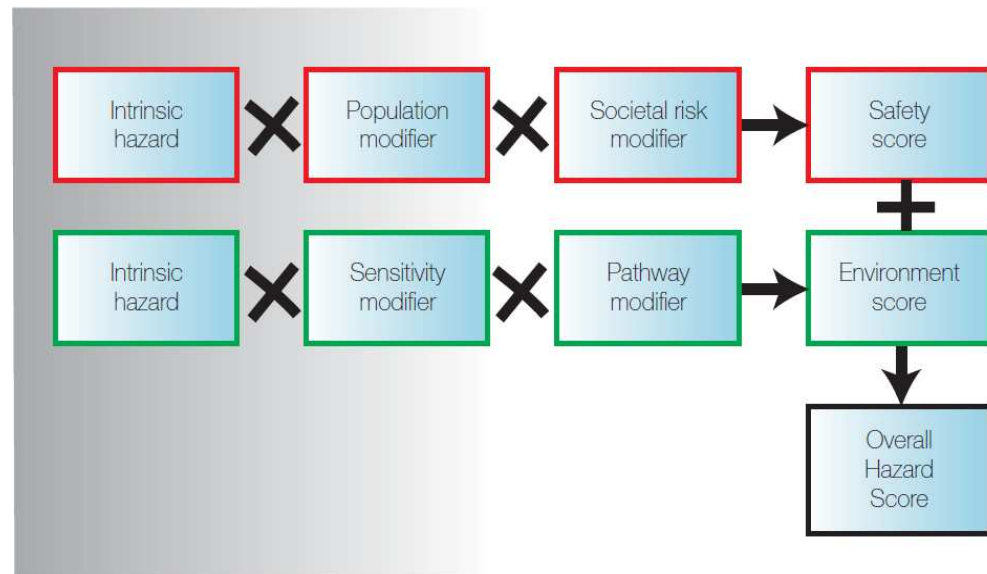 Intrinsic
hazard
Population
modifier
Societal risk
modifier
Safety
score
Intrinsic
hazard
Sensitivity
modifier
Pathway
modifier
Environment
score
Overall
Hazard
Score